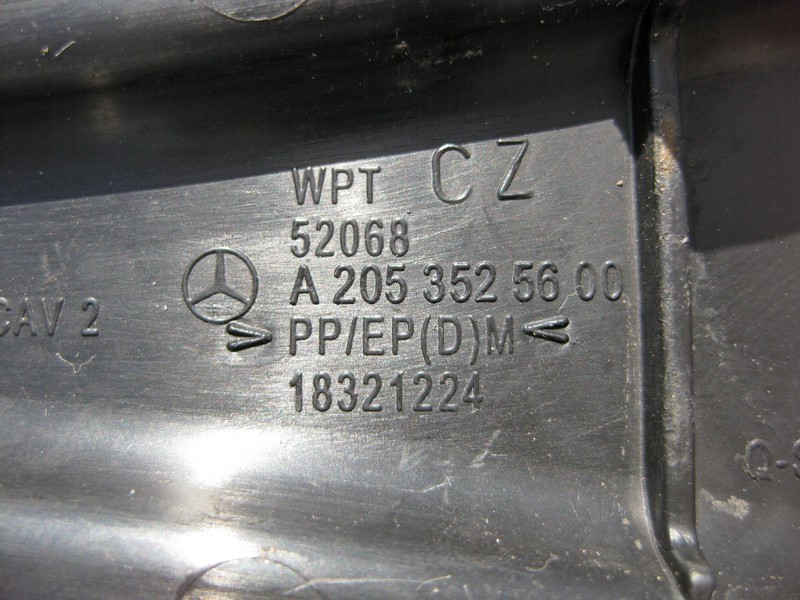 WPT CZ
52068
A 205 352 56 00
>PP/EP(D)M<
18321224
CAV 2